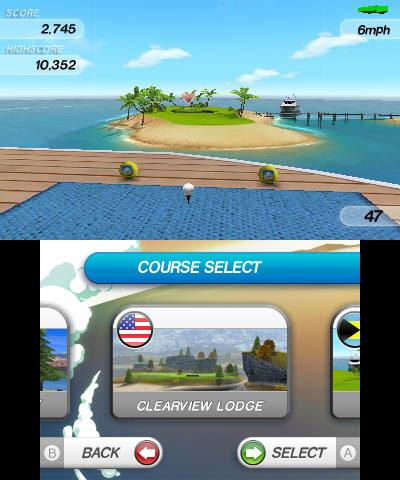 SCORE
2,745
HIGHSCORE
10,352
6mph
47
COURSE SELECT
CLEARVIEW LODGE
B BACK
SELECT A